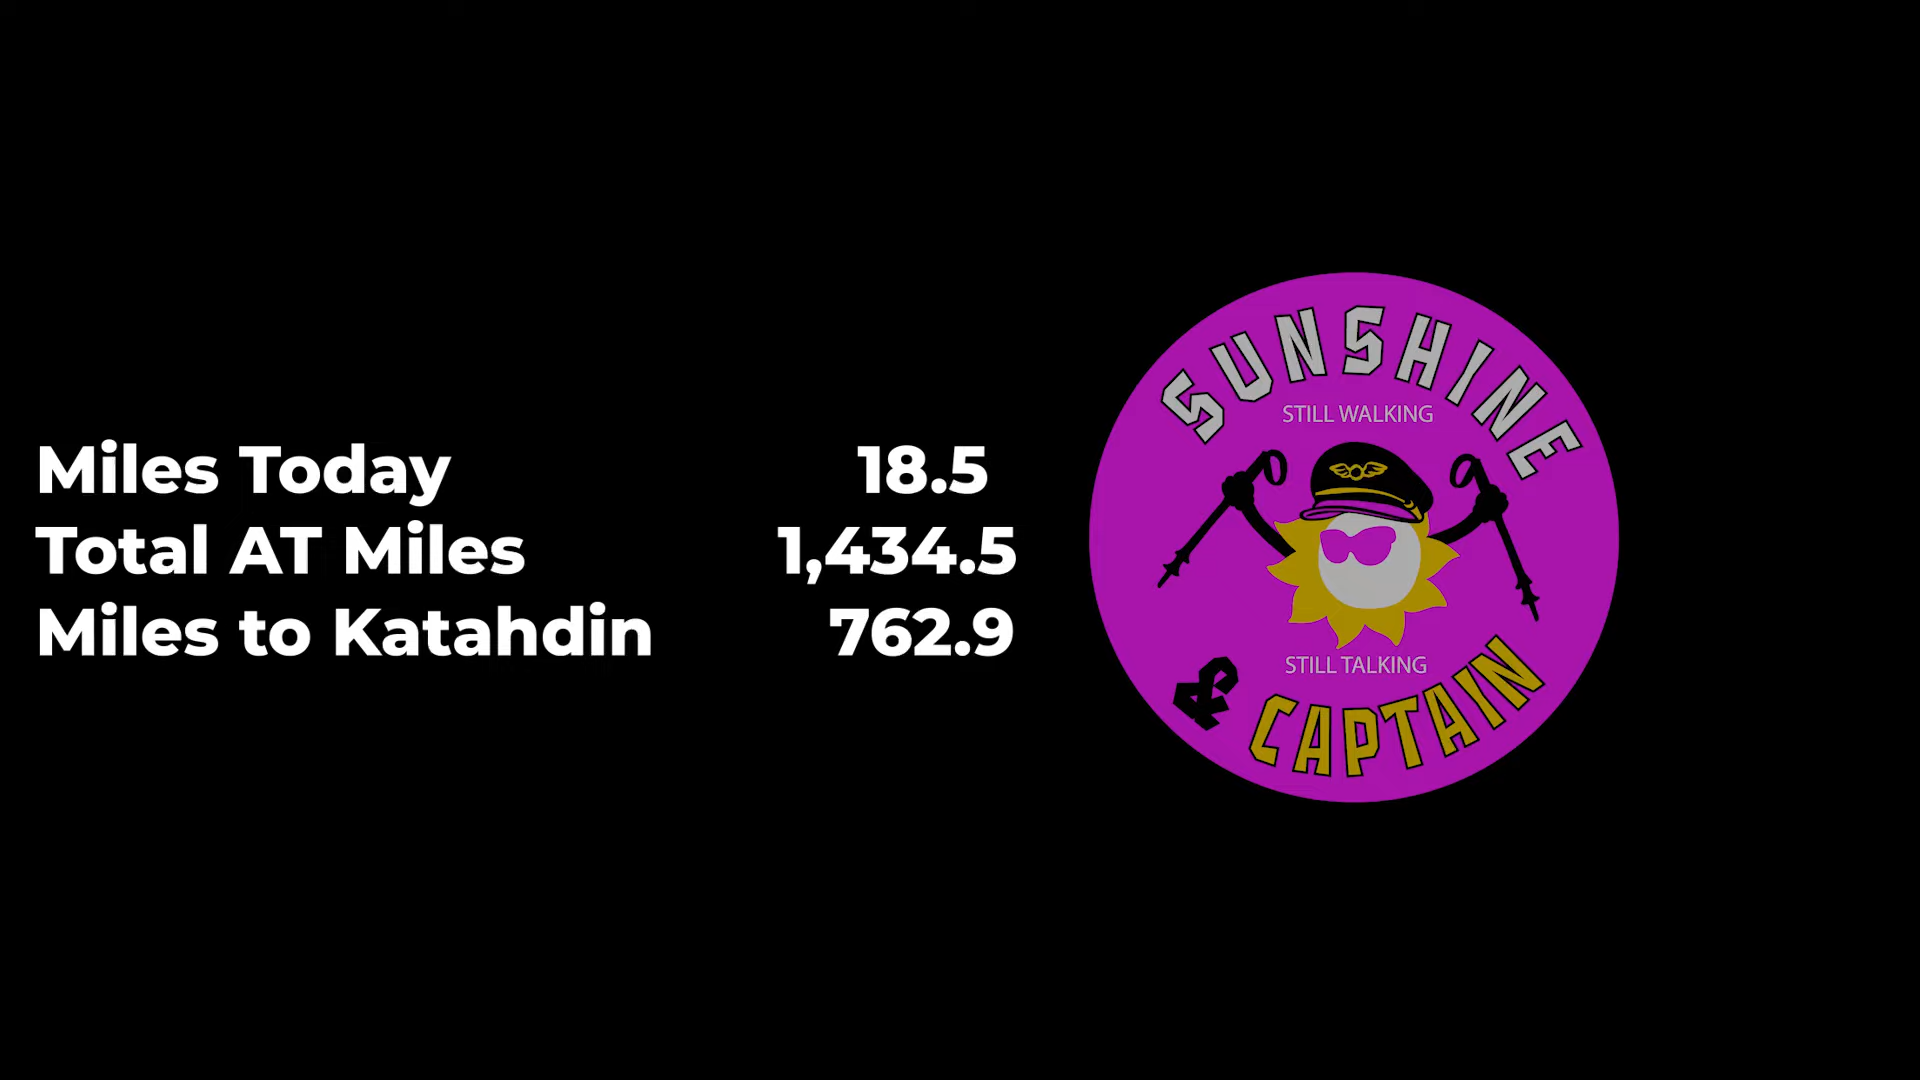 Miles Today 18.5
Total AT Miles 1,434.5
Miles to Katahdin 762.9
SUNSHINE
STILL WALKING
STILL TALKING
& CAPTAIN